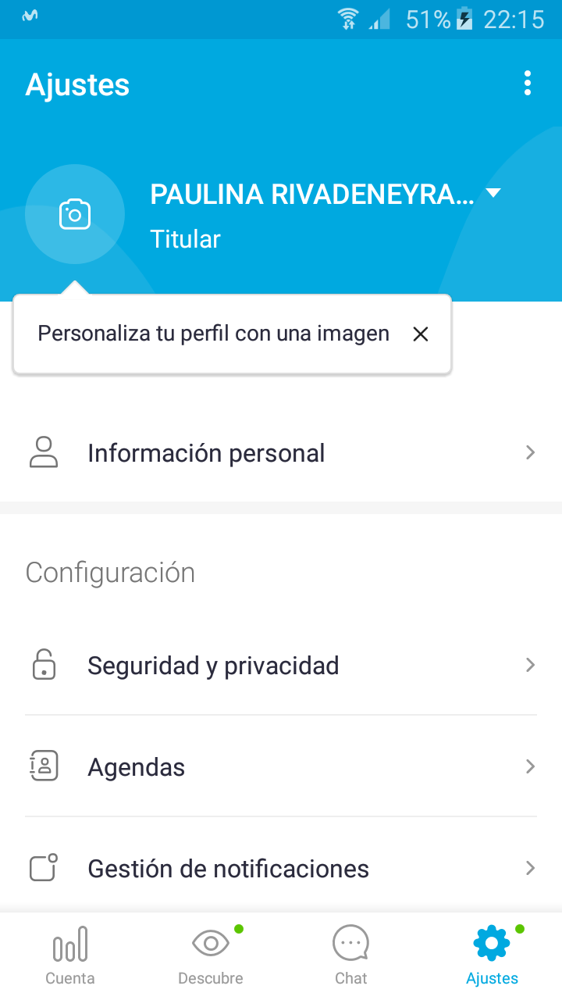 51% 22:15
Ajustes
PAULINA RIVADENEYRA...
Titular
Personaliza tu perfil con una imagen
Información personal
Configuración
Seguridad y privacidad
Agendas
Gestión de notificaciones
Cuenta Descubre Chat Ajustes